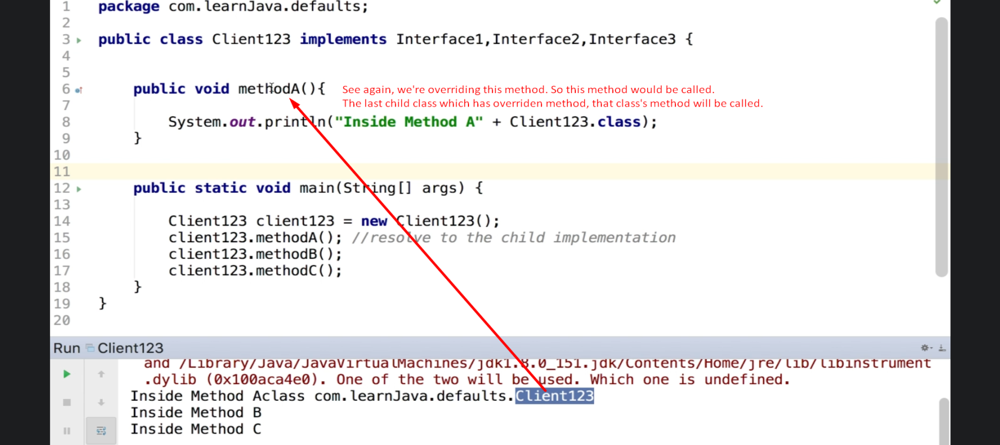 1 package com.learnJava.defaults;
2
3 public class Client123 implements Interface1,Interface2,Interface3 {
4
5
6 public void methodA(){ See again, we're overriding this method. So this method would be called.
7 The last child class which has overriden method, that class's method will be called.
8 System.out.println("Inside Method A" + Client123.class);
9 }
10
11
12 public static void main(String[] args) {
13
14 Client123 client123 = new Client123();
15 client123.methodA(); //resolve to the child implementation
16 client123.methodB();
17 client123.methodC();
18 }
19 }
20
Run Client123
and /Library/Java/JavaVirtualMachines/jdk1.8.0_151.jdk/Contents/Home/jre/lib/libinstrument
.dylib (0x100aca4e0). One of the two will be used. Which one is undefined.
Inside Method Aclass com.learnJava.defaults.Client123
Inside Method B
Inside Method C